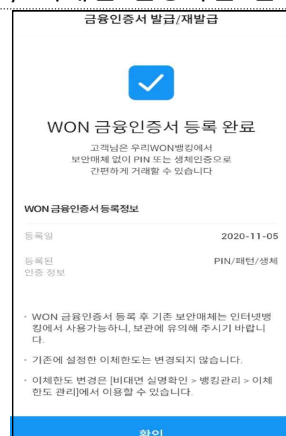 금융인증서 발급/재발급
WON 금융인증서 등록 완료
고객님은 우리WON뱅킹에서
보안매체 없이 PIN 또는 생체인증으로
간편하게 거래할 수 있습니다
WON 금융인증서 등록정보
등록일 2020-11-05
등록된 PIN/패턴/생체
인증 정보
· WON 금융인증서 등록 후 기존 보안매체는 인터넷뱅
킹에서 사용가능하니, 보관에 유의해 주시기 바랍니
다.
· 기존에 설정한 이체한도는 변경되지 않습니다.
· 이체한도 변경은 [비대면 실명확인 > 뱅킹관리 > 이체
한도 관리]에서 이용할 수 있습니다.
확인